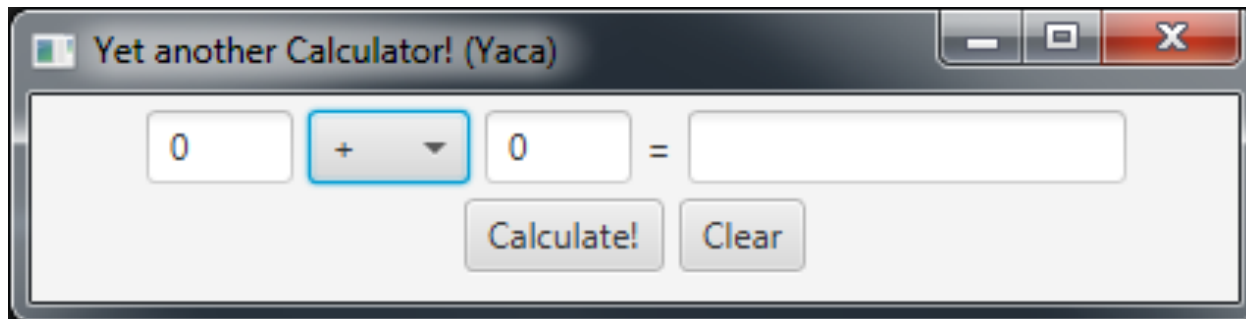 Yet another Calculator! (Yaca)
0 + 0 =
Calculate! Clear